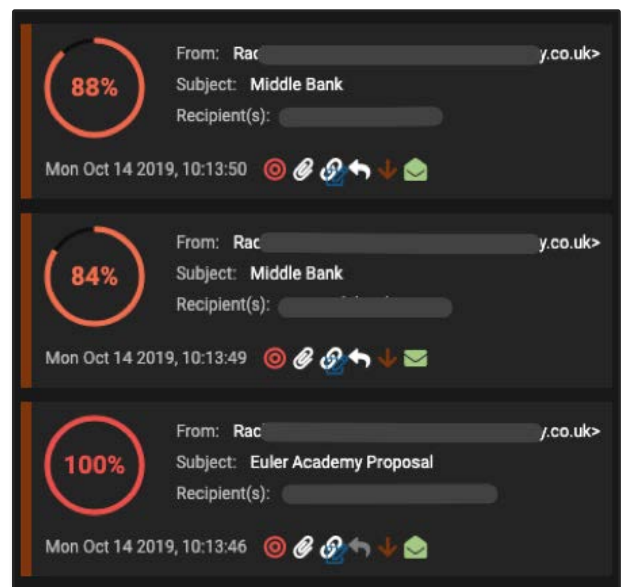 From: Rac y.co.uk>
88%
Subject: Middle Bank
Recipient(s):
Mon Oct 14 2019, 10:13:50
From: Rac y.co.uk>
84%
Subject: Middle Bank
Recipient(s):
Mon Oct 14 2019, 10:13:49
From: Rac y.co.uk>
100%
Subject: Euler Academy Proposal
Recipient(s):
Mon Oct 14 2019, 10:13:46